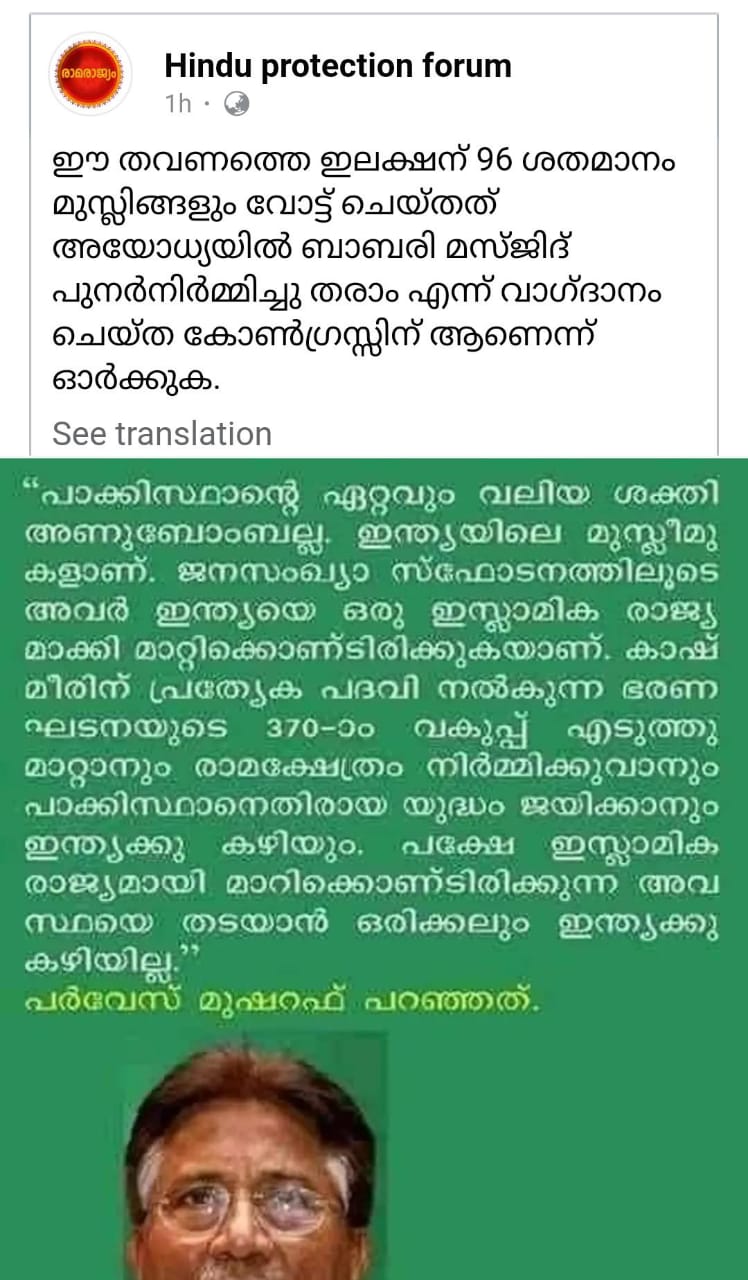 രാമരാജ്യം
Hindu protection forum
1h ·
ഈ തവണത്തെ ഇലക്ഷന് 96 ശതമാനം
മുസ്ലിങ്ങളും വോട്ട് ചെയ്തത്
അയോധ്യയിൽ ബാബരി മസ്ജിദ്
പുനർനിർമ്മിച്ചു തരാം എന്ന് വാഗ്ദാനം
ചെയ്ത കോൺഗ്രസ്സിന് ആണെന്ന്
ഓർക്കുക.
See translation
“പാക്കിസ്ഥാന്റെ ഏറ്റവും വലിയ ശക്തി
അണുബോംബല്ല. ഇന്ത്യയിലെ മുസ്ലീമു
കളാണ്. ജനസംഖ്യാ സ്ഫോടനത്തിലൂടെ
അവർ ഇന്ത്യയെ ഒരു ഇസ്ലാമിക രാജ്യ
മാക്കി മാറ്റിക്കൊണ്ടിരിക്കുകയാണ്. കാഷ്
മീരിന് പ്രത്യേക പദവി നൽകുന്ന ഭരണ
ഘടനയുടെ 370-ാം വകുപ്പ് എടുത്തു
മാറ്റാനും രാമക്ഷേത്രം നിർമ്മിക്കുവാനും
പാക്കിസ്ഥാനെതിരായ യുദ്ധം ജയിക്കാനും
ഇന്ത്യക്കു കഴിയും. പക്ഷേ ഇസ്ലാമിക
രാജ്യമായി മാറിക്കൊണ്ടിരിക്കുന്ന അവ
സ്ഥയെ തടയാൻ ഒരിക്കലും ഇന്ത്യക്കു
കഴിയില്ല.”
പർവേസ് മുഷറഫ് പറഞ്ഞത്.